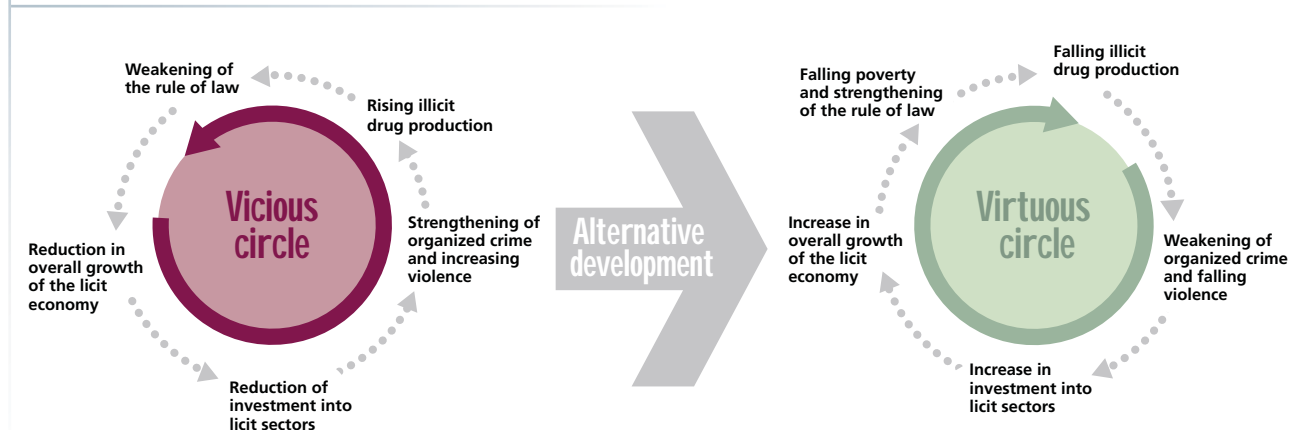 Weakening of
the rule of law
Rising illicit
drug production
Vicious
circle
Strengthening of
organized crime
and increasing
violence
Reduction in
overall growth
of the licit
economy
Reduction of
investment into
licit sectors
Alternative
development
Falling illicit
drug production
Falling poverty
and strengthening
of the rule of law
Virtuous
circle
Increase in
overall growth
of the licit
economy
Weakening of
organized crime
and falling
violence
Increase in
investment into
licit sectors